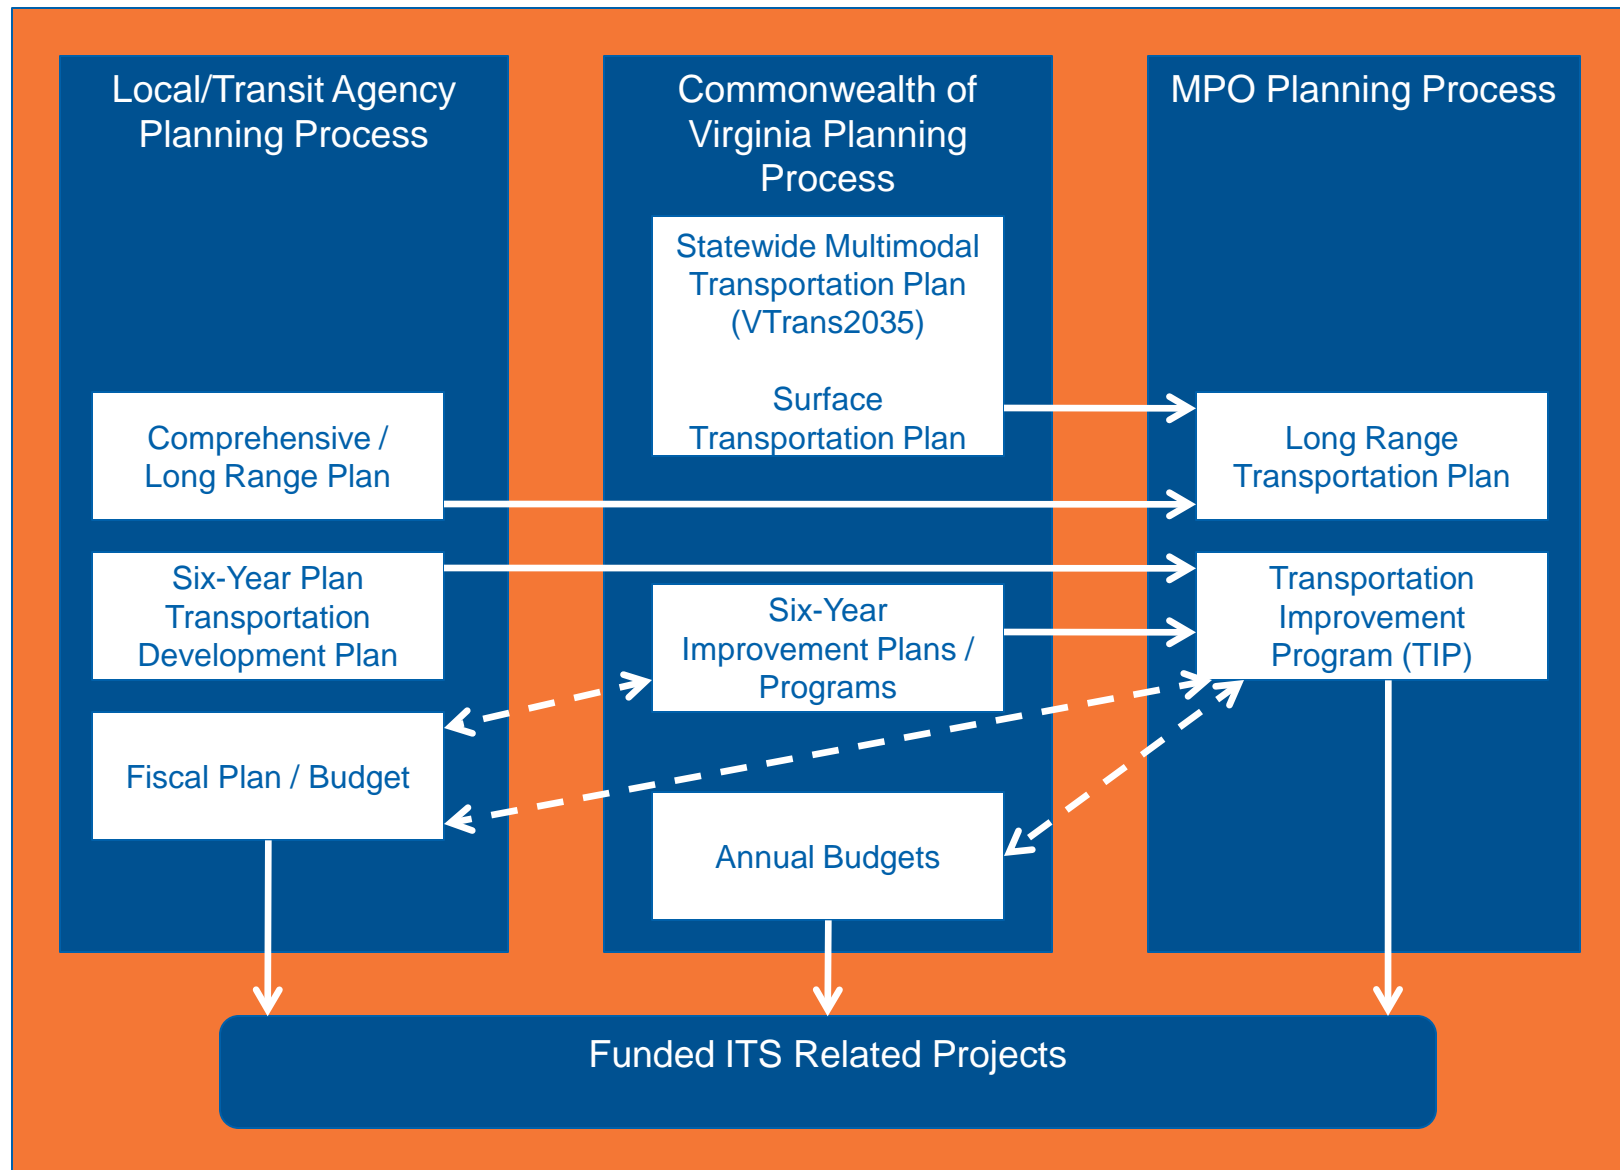 Local/Transit Agency
Planning Process
Comprehensive /
Long Range Plan
Six-Year Plan
Transportation
Development Plan
Fiscal Plan / Budget
Commonwealth of
Virginia Planning
Process
Statewide Multimodal
Transportation Plan
(VTrans2035)
Surface
Transportation Plan
Six-Year
Improvement Plans /
Programs
Annual Budgets
MPO Planning Process
Long Range
Transportation Plan
Transportation
Improvement
Program (TIP)
Funded ITS Related Projects